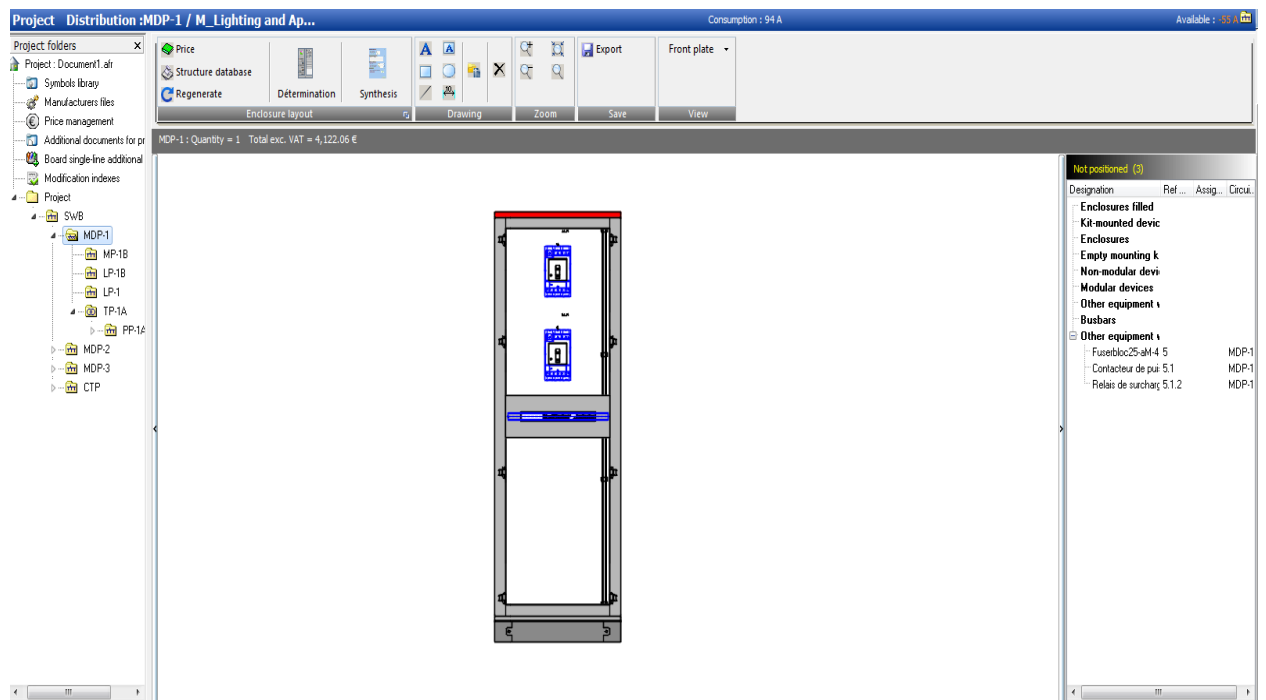 Project Distribution :MDP-1 / M_Lighting and Ap... Consumption : 94 A Available : -55 A
Project folders x
Project : Document1.afr
Symbols library
Manufacturers files
Price management
Additional documents for pr
Board single-line additional
Modification indexes
Project
SWB
MDP-1
MP-1B
LP-1B
LP-1
TP-1A
PP-1A
MDP-2
MDP-3
CTP
Price
Structure database
Regenerate
Détermination
Synthesis
Enclosure layout
A A
20
Drawing
Zoom
Export
Save
Front plate
View
MDP-1 : Quantity = 1 Total exc. VAT = 4,122.06 €
Not positioned (3)
Designation Ref ... Assig... Circui..
Enclosures filled
Kit-mounted devic
Enclosures
Empty mounting k
Non-modular devi
Modular devices
Other equipment v
Busbars
Other equipment v
Fuserbloc25-aM-4 5 MDP-1
Contacteur de pui: 5.1 MDP-1
Relais de surcharg 5.1.2 MDP-1